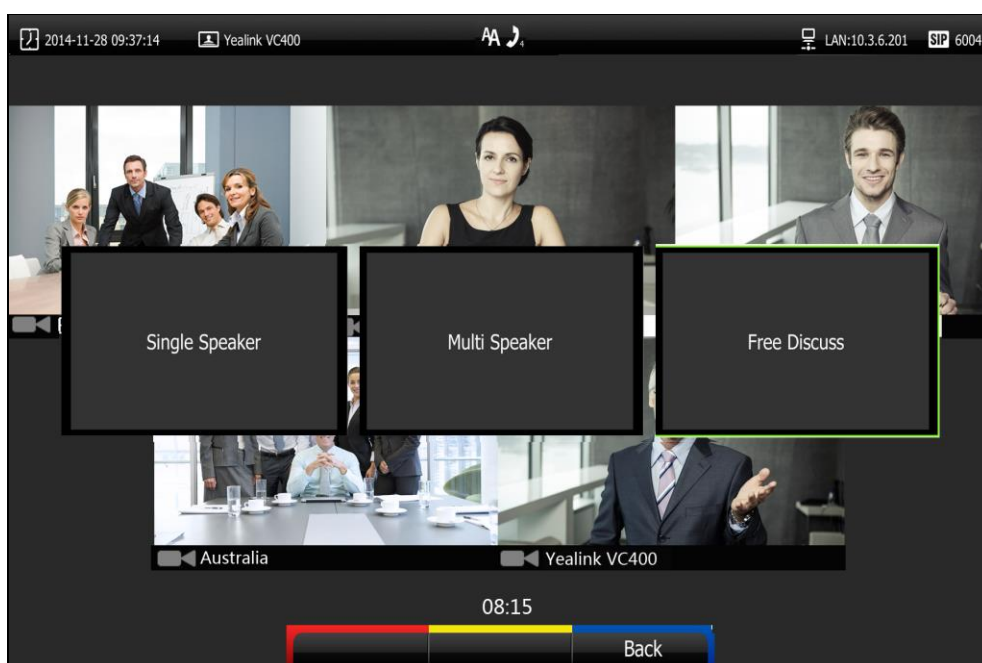 2014-11-28 09:37:14 Yealink VC400 AA 4 LAN:10.3.6.201 SIP 6004
Single Speaker
Multi Speaker
Free Discuss
Australia
Yealink VC400
08:15
Back